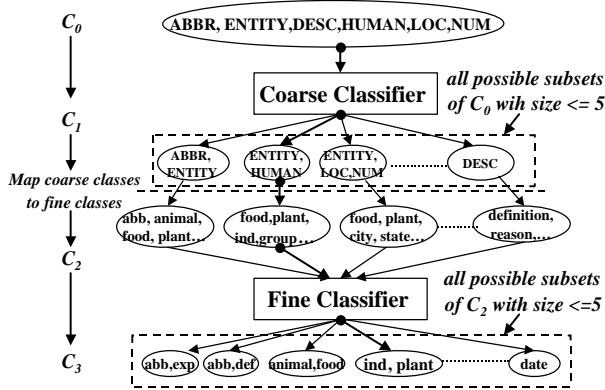 C0
ABBR, ENTITY,DESC,HUMAN,LOC,NUM
all possible subsets
of C0 wih size <= 5
Coarse Classifier
C1
ABBR,
ENTITY
ENTITY,
HUMAN
ENTITY,
LOC,NUM
DESC
Map coarse classes
to fine classes
abb, animal,
food, plant…
food,plant,
ind,group…
food, plant,
city, state…
definition,
reason,…
C2
Fine Classifier
all possible subsets
of C2 with size <=5
C3
abb,exp
abb,def
animal,food
ind, plant
date